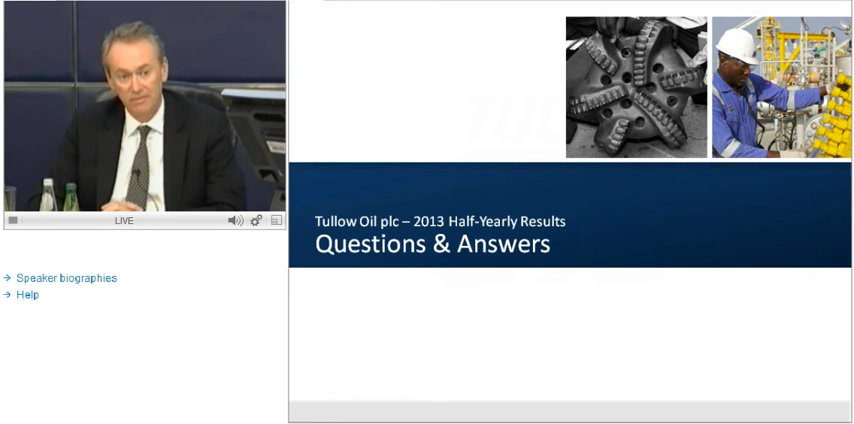 LIVE
Tullow Oil plc – 2013 Half-Yearly Results
Questions & Answers
→ Speaker biographies
→ Help